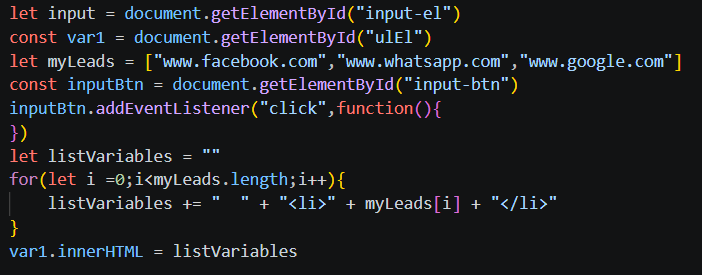 let input = document.getElementById("input-el")
const var1 = document.getElementById("ulEl")
let myLeads = ["www.facebook.com","www.whatsapp.com","www.google.com"]
const inputBtn = document.getElementById("input-btn")
inputBtn.addEventListener("click",function(){
})
let listVariables = ""
for(let i =0;i<myLeads.length;i++){
    listVariables += "  " + "<li>" + myLeads[i] + "</li>"
}
var1.innerHTML = listVariables